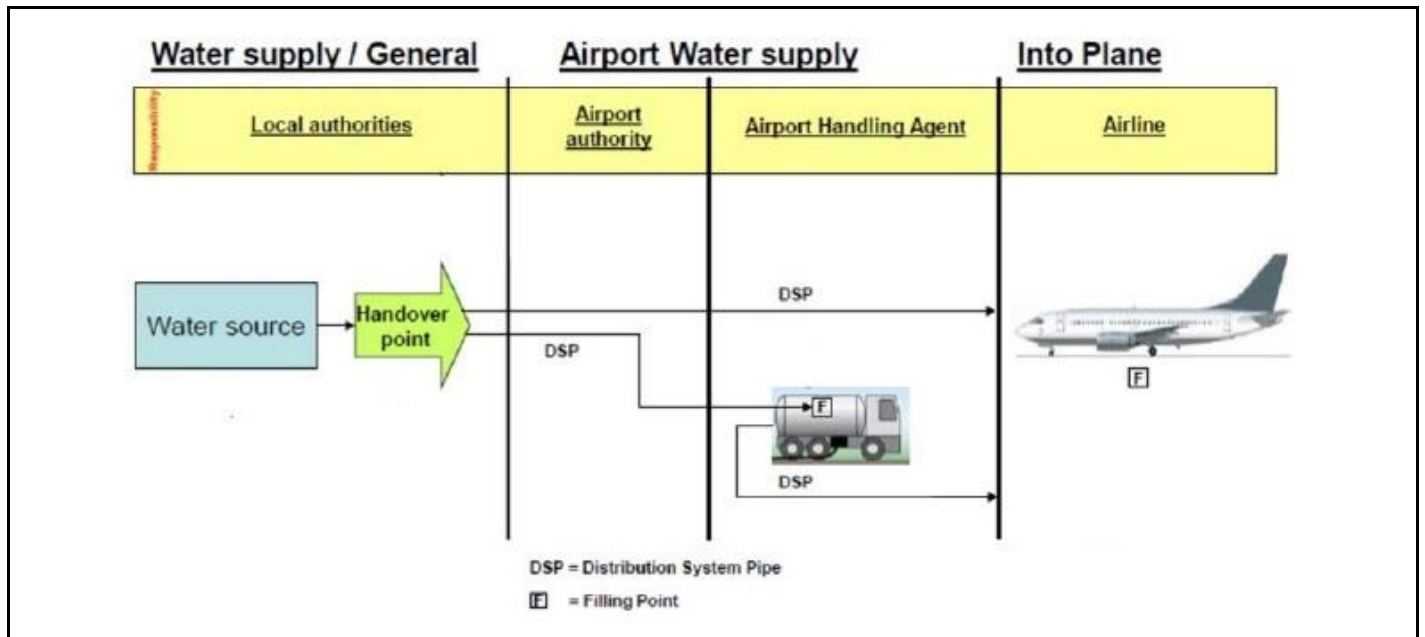 Water supply / General
Airport Water supply
Into Plane
Responsibility
Local authorities
Airport
authority
Airport Handling Agent
Airline
Water source
Handover
point
DSP
DSP
F
F
DSP
DSP = Distribution System Pipe
F = Filling Point